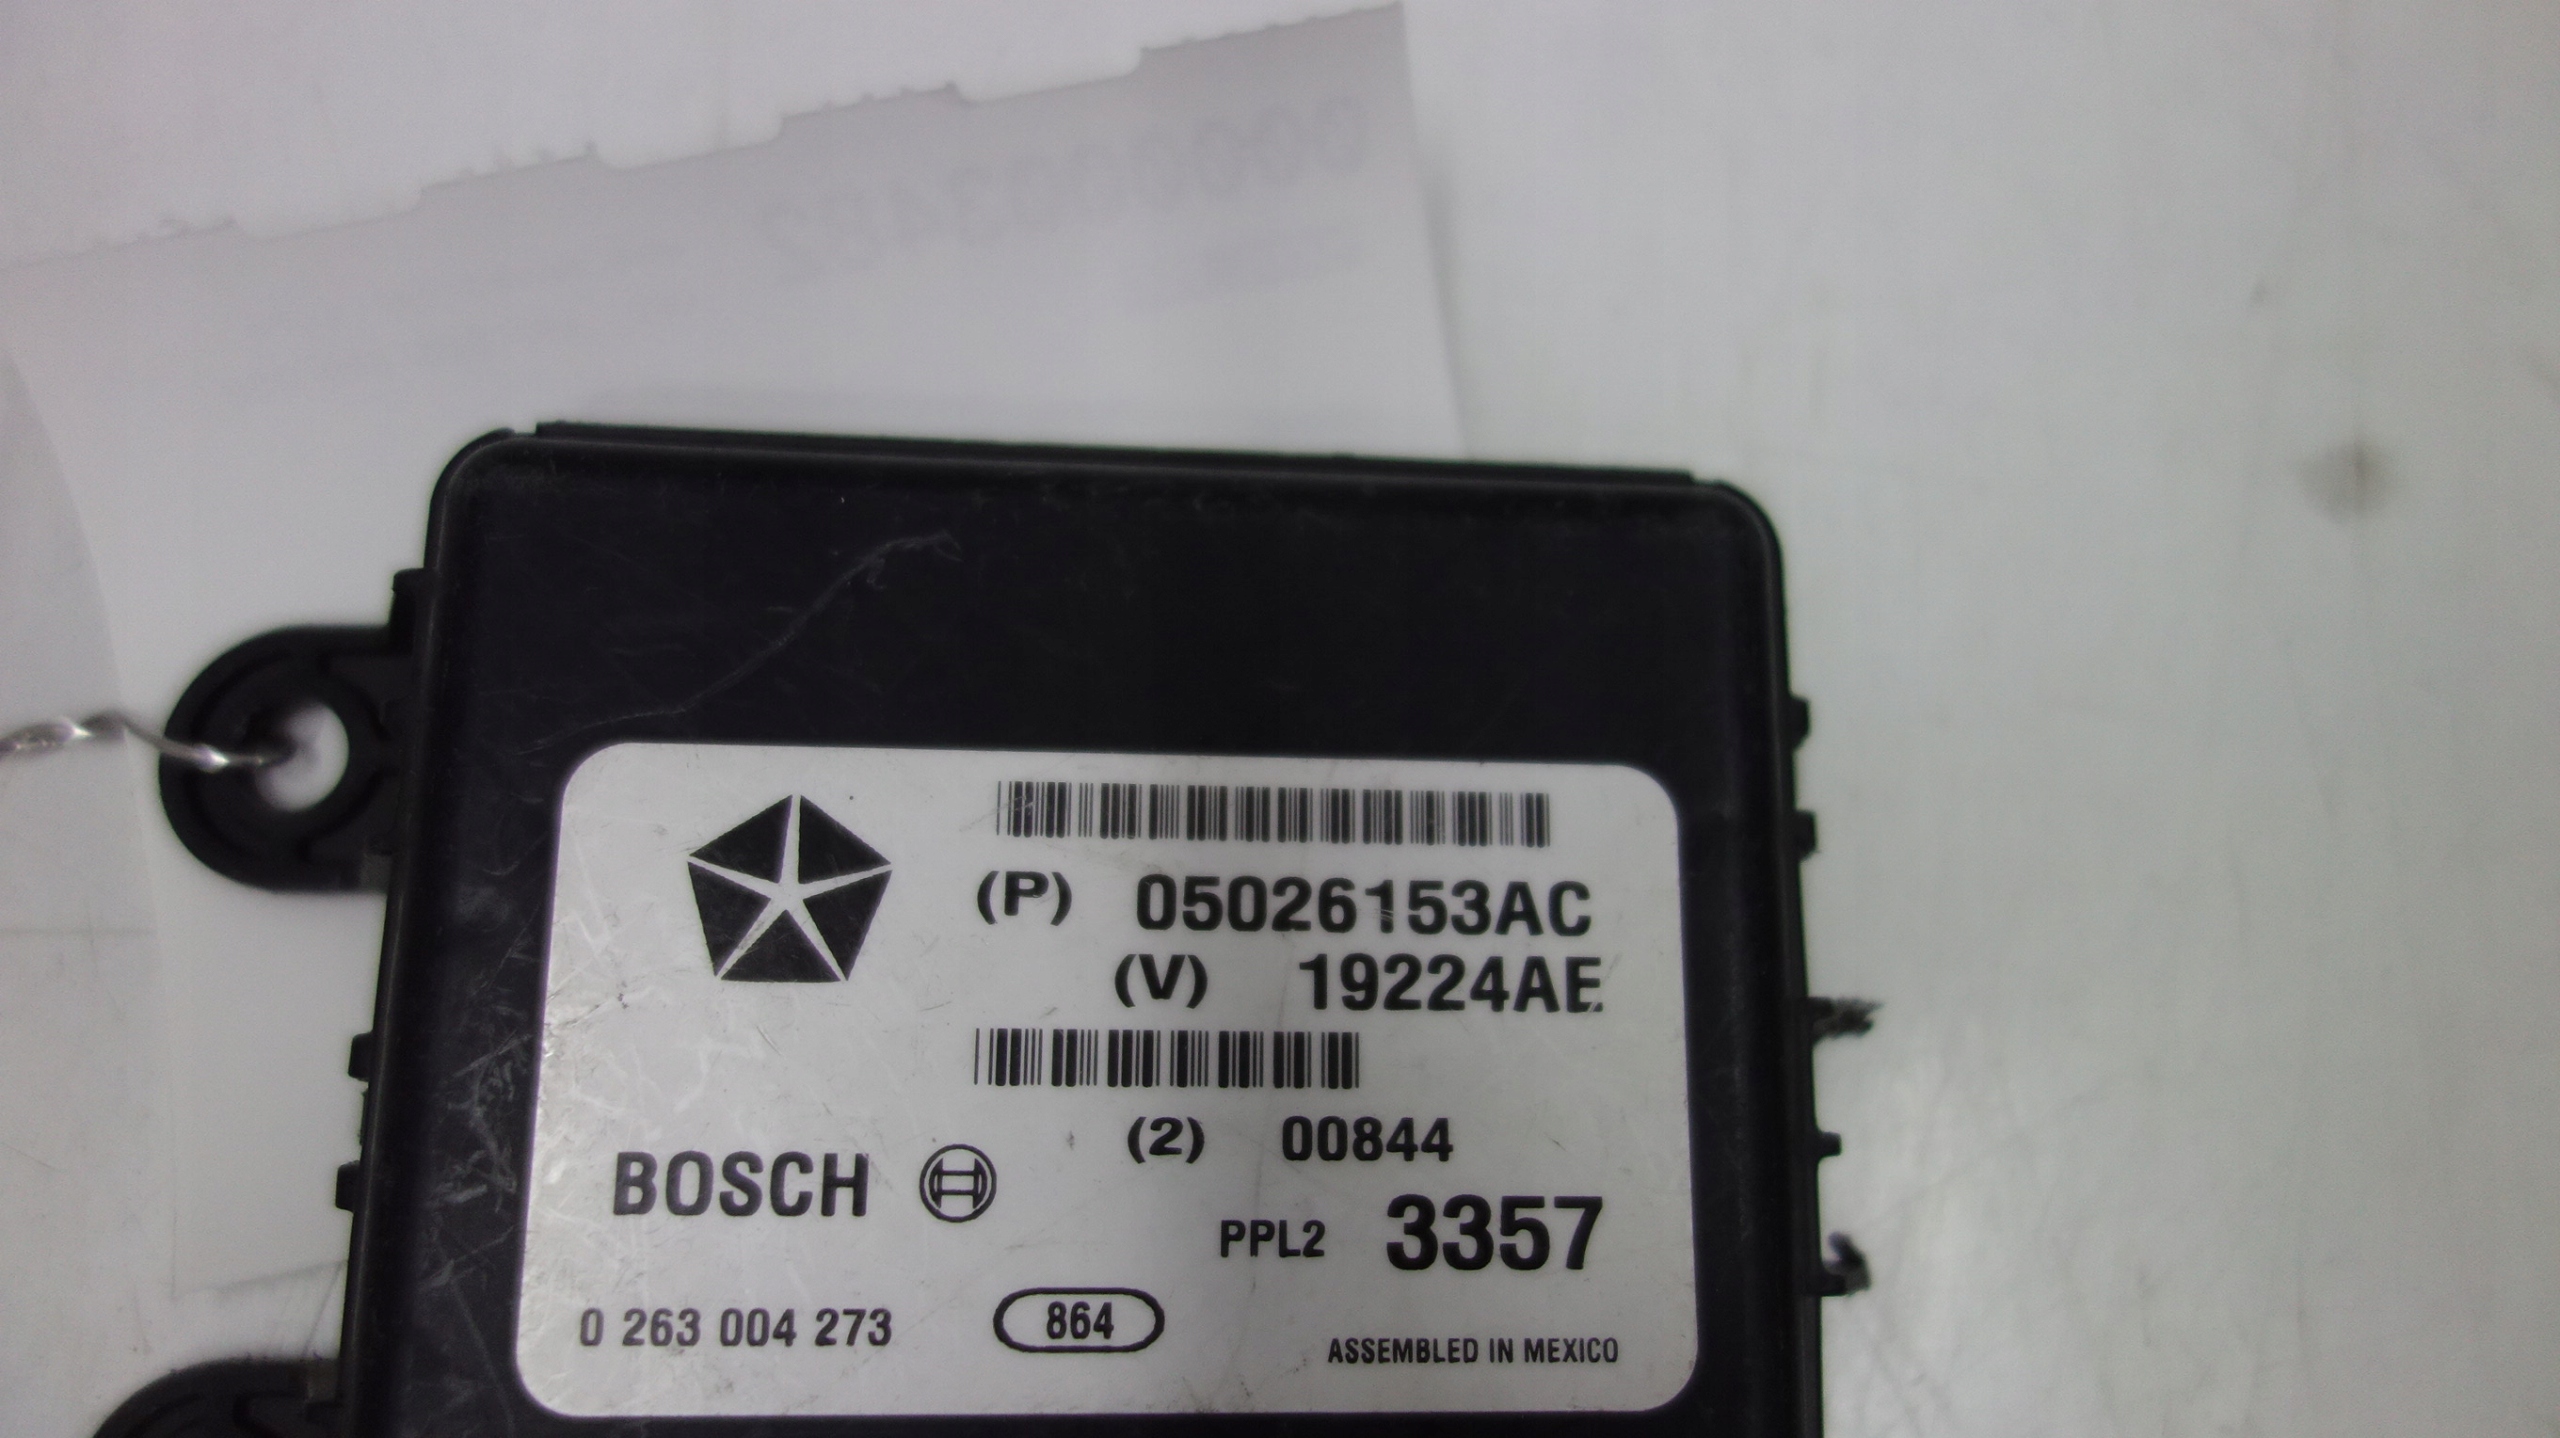 (P) 05026153AC
(V) 19224AE
(2) 00844
BOSCH
PPL2 3357
0 263 004 273
864
ASSEMBLED IN MEXICO